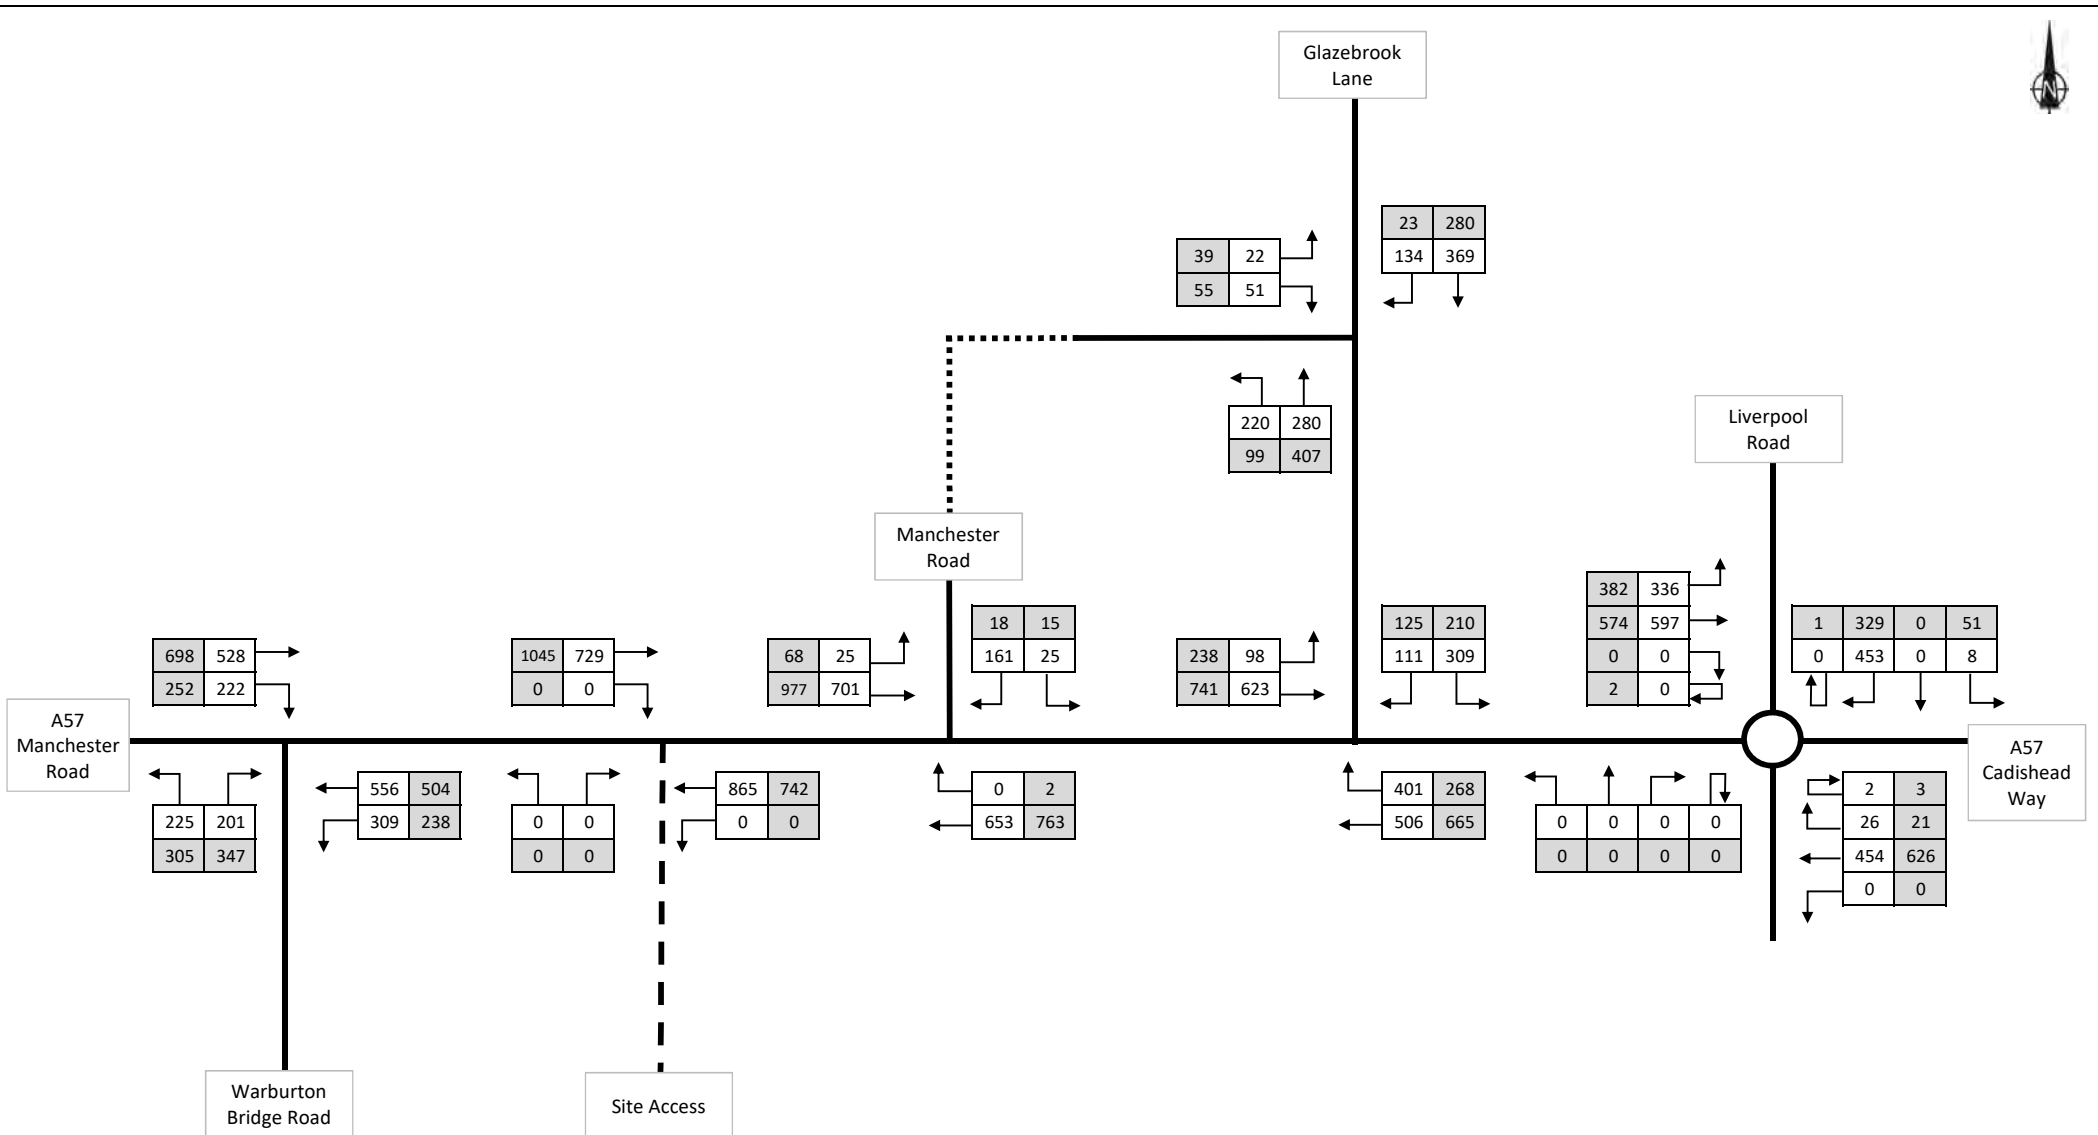 Glazebrook
Lane
N
23 280
134 369
39 22
55 51
220 280
99 407
Liverpool
Road
Manchester
Road
382 336
574 597
0 0
2 0
1 329 0 51
0 453 0 8
18 15
161 25
125 210
111 309
698 528
252 222
1045 729
0 0
68 25
977 701
238 98
741 623
A57
Manchester
Road
A57
Cadishead
Way
225 201
305 347
556 504
309 238
0 0
0 0
865 742
0 0
0 2
653 763
401 268
506 665
0 0 0 0
0 0 0 0
2 3
26 21
454 626
0 0
Warburton
Bridge Road
Site Access